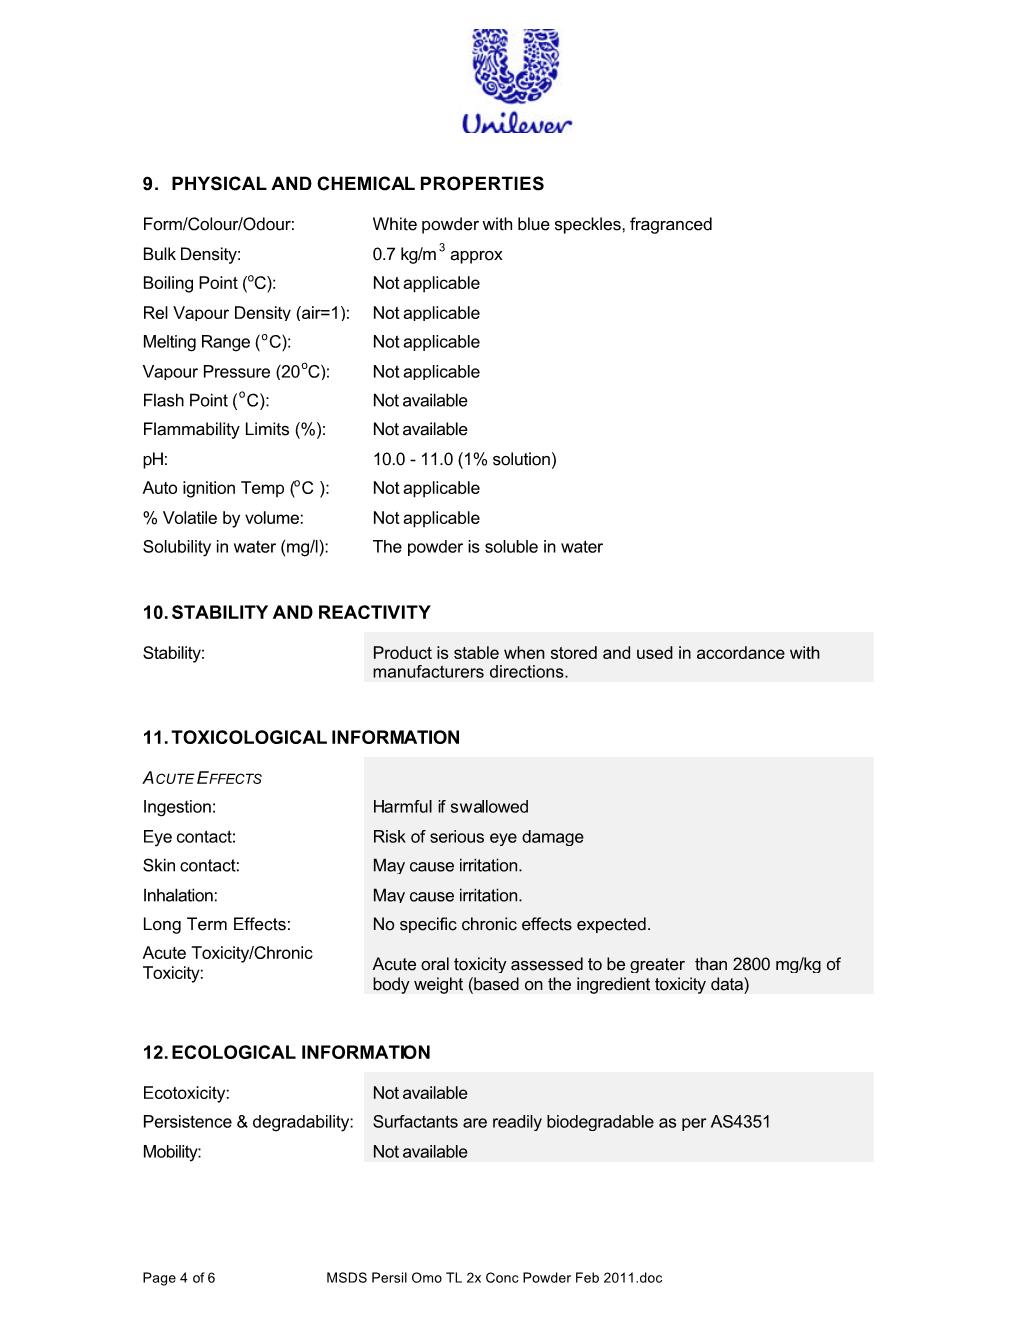 Unilever
9. PHYSICAL AND CHEMICAL PROPERTIES
Form/Colour/Odour: White powder with blue speckles, fragranced
Bulk Density: 0.7 kg/m3 approx
Boiling Point (oC): Not applicable
Rel Vapour Density (air=1): Not applicable
Melting Range (oC): Not applicable
Vapour Pressure (20oC): Not applicable
Flash Point (oC): Not available
Flammability Limits (%): Not available
pH: 10.0 - 11.0 (1% solution)
Auto ignition Temp (oC ): Not applicable
% Volatile by volume: Not applicable
Solubility in water (mg/l): The powder is soluble in water
10. STABILITY AND REACTIVITY
Stability: Product is stable when stored and used in accordance with
manufacturers directions.
11. TOXICOLOGICAL INFORMATION
ACUTE EFFECTS
Ingestion: Harmful if swallowed
Eye contact: Risk of serious eye damage
Skin contact: May cause irritation.
Inhalation: May cause irritation.
Long Term Effects: No specific chronic effects expected.
Acute Toxicity/Chronic
Toxicity:
Acute oral toxicity assessed to be greater than 2800 mg/kg of
body weight (based on the ingredient toxicity data)
12. ECOLOGICAL INFORMATION
Ecotoxicity: Not available
Persistence & degradability: Surfactants are readily biodegradable as per AS4351
Mobility: Not available
Page 4 of 6 MSDS Persil Omo TL 2x Conc Powder Feb 2011.doc